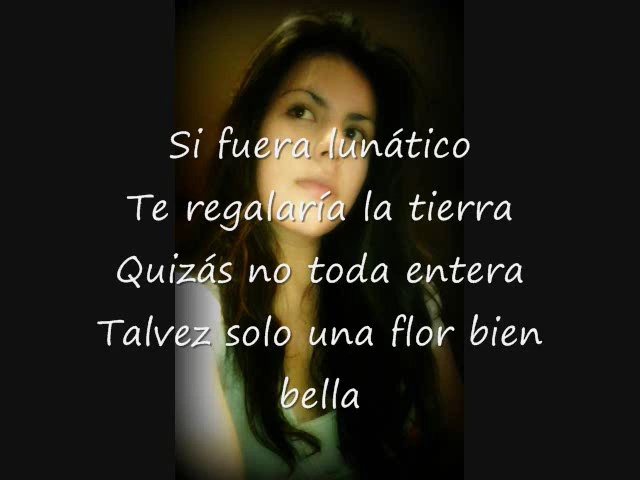 Si fuera lunático
Te regalaría la tierra
Quizás no toda entera
Talvez solo una flor bien
bella